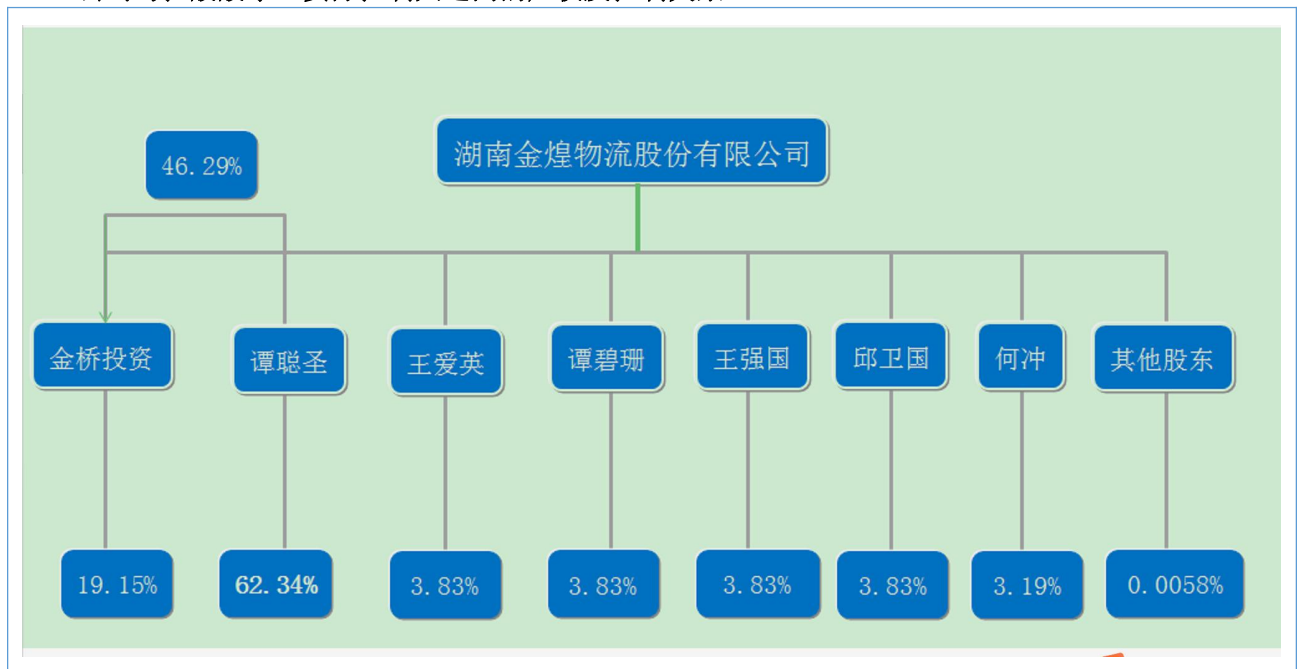 湖南金煌物流股份有限公司
46.29%
金桥投资
谭聪圣
王爱英
谭碧珊
王强国
邱卫国
何冲
其他股东
19.15%
62.34%
3.83%
3.83%
3.83%
3.83%
3.19%
0.0058%